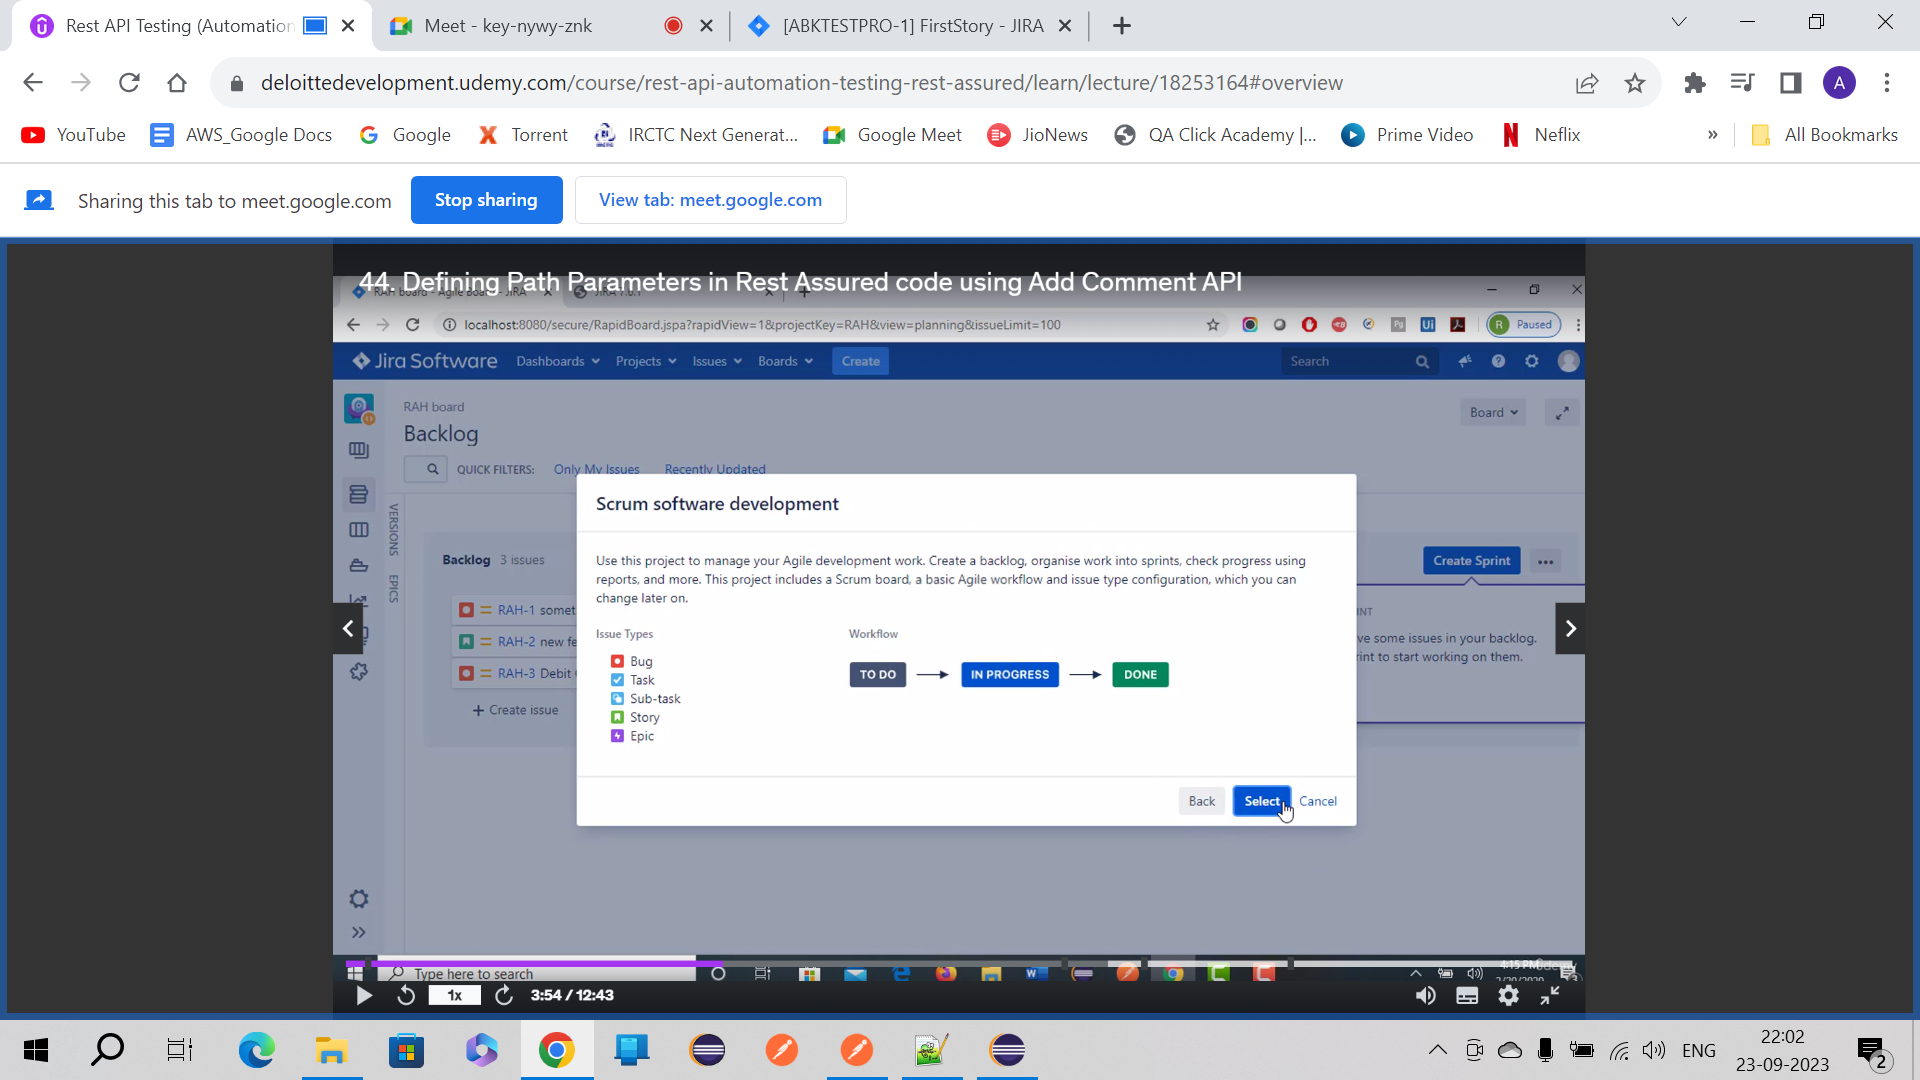 Rest API Testing (Automation
Meet - key-nywy-znk
[ABKTESTPRO-1] FirstStory - JIRA
deloittedevelopment.udemy.com/course/rest-api-automation-testing-rest-assured/learn/lecture/18253164#overview
A
YouTube
AWS_Google Docs
Google
Torrent
IRCTC Next Generat...
Google Meet
JioNews
QA Click Academy |...
Prime Video
Neflix
»
All Bookmarks
Sharing this tab to meet.google.com
Stop sharing
View tab: meet.google.com
44. Defining Path Parameters in Rest Assured code using Add Comment API
RAH board - Agile Board - JIRA
JIRA 7.6.1
localhost:8080/secure/RapidBoard.jspa?rapidView=1&projectKey=RAH&view=planning&issueLimit=100
R Paused
Jira Software
Dashboards
Projects
Issues
Boards
Create
Search
RAH board
Board
Backlog
QUICK FILTERS:
Only My Issues
Recently Updated
VERSIONS
EPICS
Backlog 3 issues
Create Sprint
RAH-1 somet
RAH-2 new fe
RAH-3 Debit
+ Create issue
INT
ve some issues in your backlog.
int to start working on them.
Scrum software development
Use this project to manage your Agile development work. Create a backlog, organise work into sprints, check progress using
reports, and more. This project includes a Scrum board, a basic Agile workflow and issue type configuration, which you can
change later on.
Issue Types
Workflow
Bug
Task
Sub-task
Story
Epic
TO DO
IN PROGRESS
DONE
Back
Select
Cancel
Type here to search
4:15 PM
udemy
1x
3:54 / 12:43
ENG
22:02
23-09-2023
2